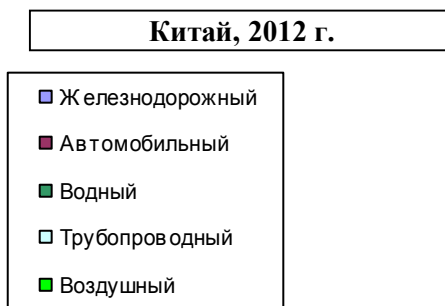 Китай, 2012 г.
Железнодорожный
Автомобильный
Водный
Трубопроводный
Воздушный